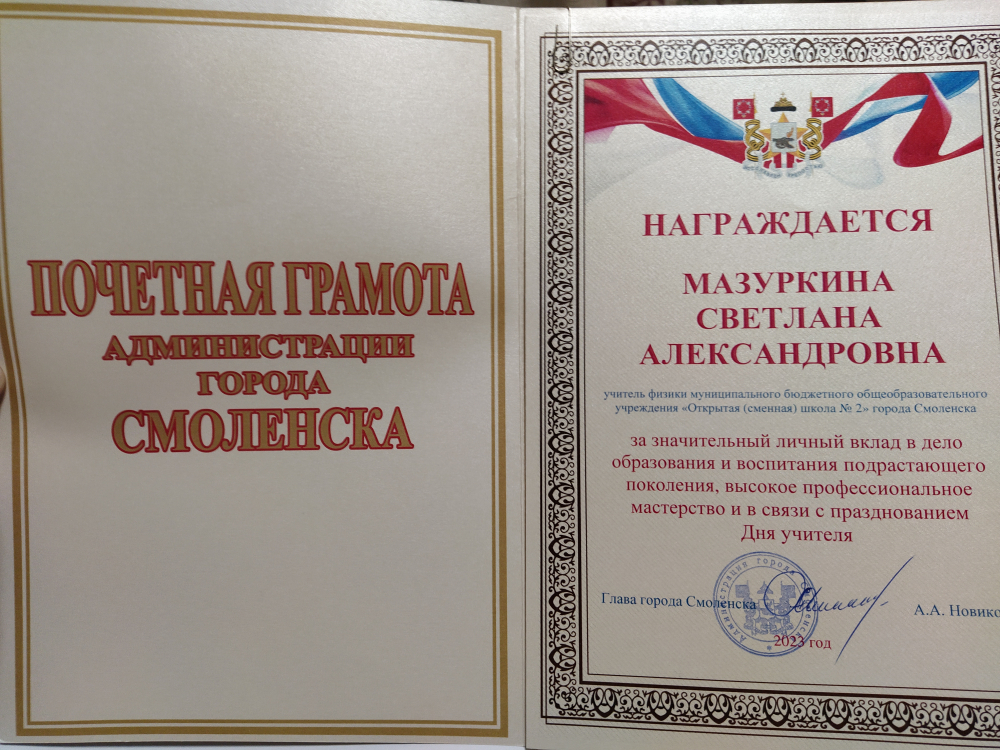 ПОЧЕТНАЯ ГРАМОТА
АДМИНИСТРАЦИИ
ГОРОДА
СМОЛЕНСКА
НАГРАЖДАЕТСЯ
МАЗУРКИНА
СВЕТЛАНА
АЛЕКСАНДРОВНА
учитель физики муниципального бюджетного общеобразовательного
учреждения «Открытая (сменная) школа № 2» города Смоленска
за значительный личный вклад в дело
образования и воспитания подрастающего
поколения, высокое профессиональное
мастерство и в связи с празднованием
Дня учителя
Глава города Смоленска
А.А. Новико
2023 год